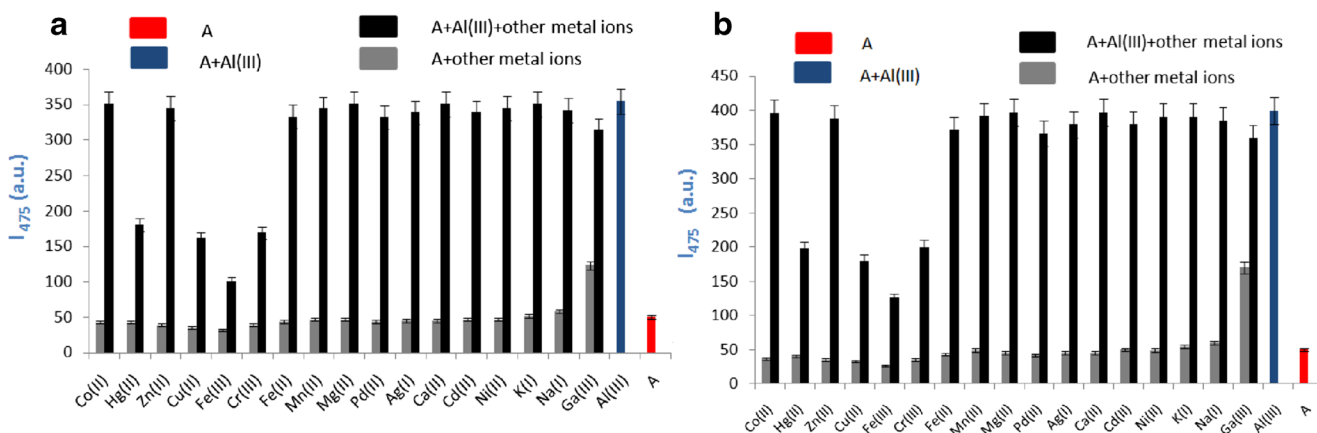 a
A
A+Al(III)+other metal ions
A+Al(III)
A+other metal ions
I475 (a.u.)
400
350
300
250
200
150
100
50
0
Co(II)
Hg(II)
Zn(II)
Cu(II)
Fe(III)
Cr(III)
Fe(II)
Mn(II)
Mg(II)
Pd(II)
Ag(I)
Ca(II)
Cd(II)
Ni(II)
K(I)
Na(I)
Ga(III)
Al(III)
A
b
A
A+Al(III)+other metal ions
A+Al(III)
A+other metal ions
I475 (a.u.)
450
400
350
300
250
200
150
100
50
0
Co(II)
Hg(II)
Zn(II)
Cu(II)
Fe(III)
Cr(III)
Fe(II)
Mn(II)
Mg(II)
Pd(II)
Ag(I)
Ca(II)
Cd(II)
Ni(II)
K(I)
Na(I)
Ga(III)
Al(III)
A